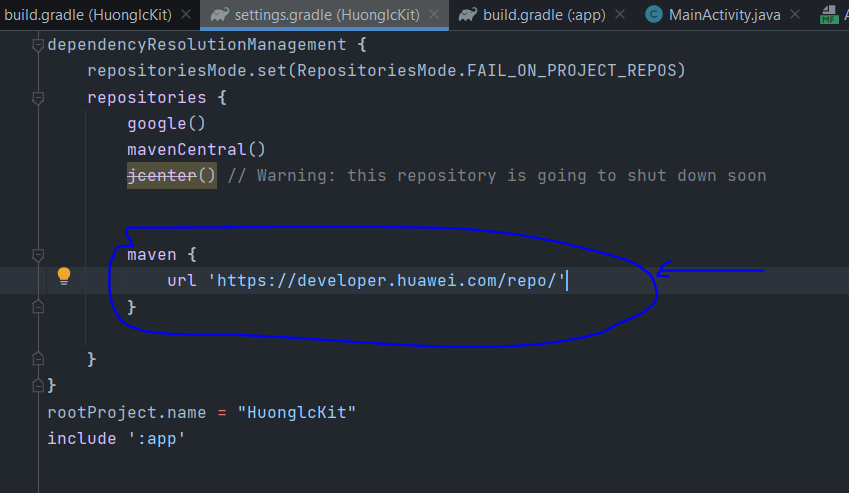 build.gradle (HuonglcKit) settings.gradle (HuonglcKit) build.gradle (:app) MainActivity.java
MF
dependencyResolutionManagement {
repositoriesMode.set(RepositoriesMode.FAIL_ON_PROJECT_REPOS)
repositories {
google()
mavenCentral()
jcenter() // Warning: this repository is going to shut down soon
maven {
url 'https://developer.huawei.com/repo/'
}
}
}
rootProject.name = "HuonglcKit"
include ':app'